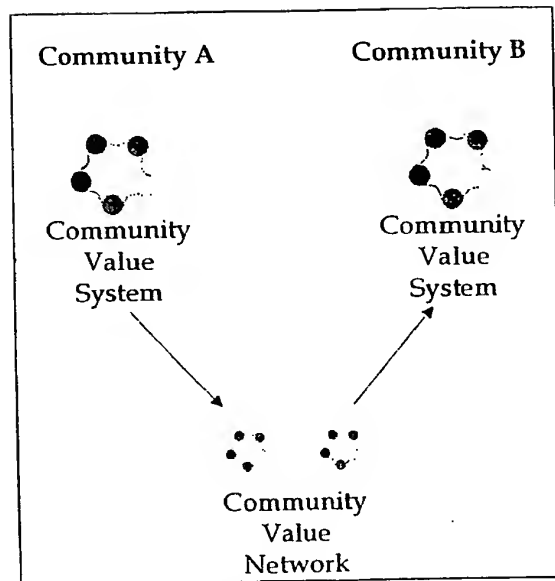 Community A
Community B
Community
Value
System
Community
Value
System
Community
Value
Network